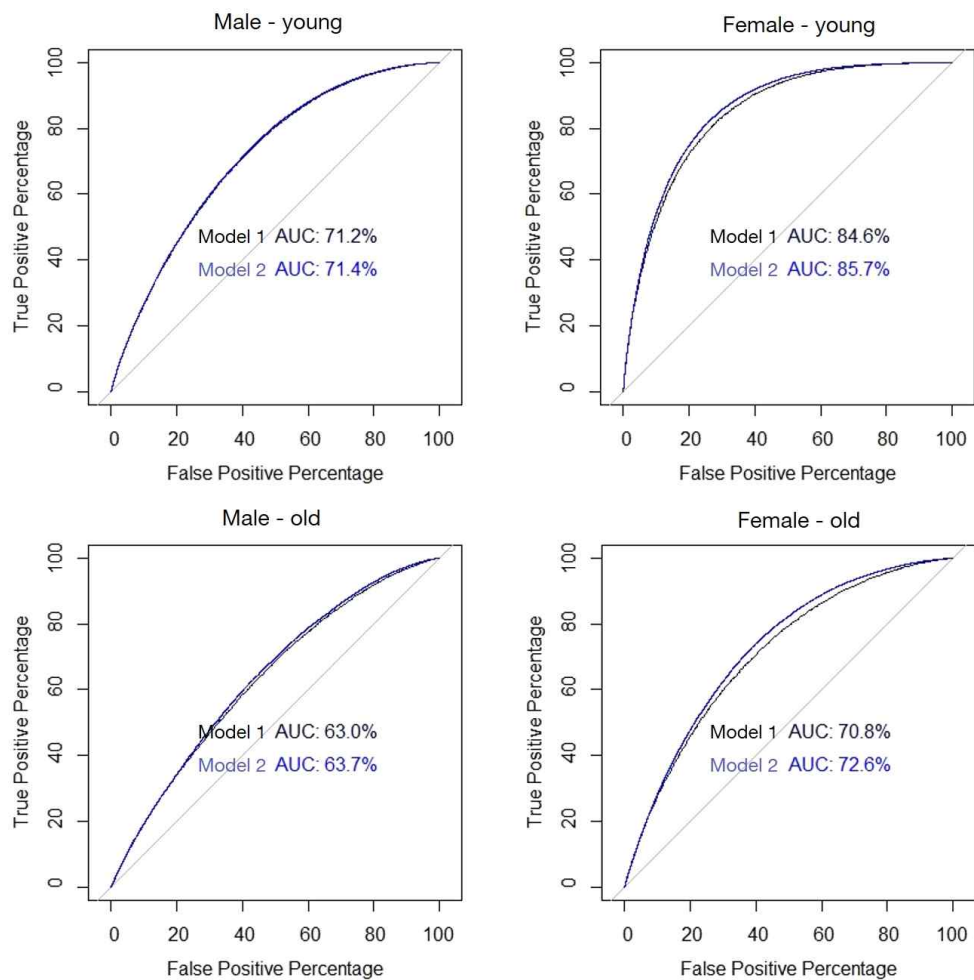 Male - young
True Positive Percentage
100
80
60
40
20
0
Model 1 AUC: 71.2%
Model 2 AUC: 71.4%
0 20 40 60 80 100
False Positive Percentage
Female - young
True Positive Percentage
100
80
60
40
20
0
Model 1 AUC: 84.6%
Model 2 AUC: 85.7%
0 20 40 60 80 100
False Positive Percentage
Male - old
True Positive Percentage
100
80
60
40
20
0
Model 1 AUC: 63.0%
Model 2 AUC: 63.7%
0 20 40 60 80 100
False Positive Percentage
Female - old
True Positive Percentage
100
80
60
40
20
0
Model 1 AUC: 70.8%
Model 2 AUC: 72.6%
0 20 40 60 80 100
False Positive Percentage